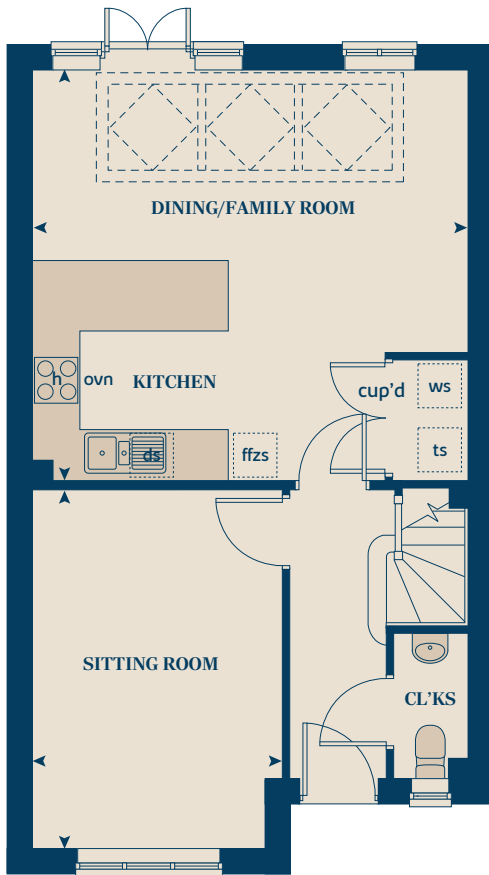 DINING/FAMILY ROOM
h
ovn
KITCHEN
cup'd
ws
ds
ffzs
ts
SITTING ROOM
CL'KS